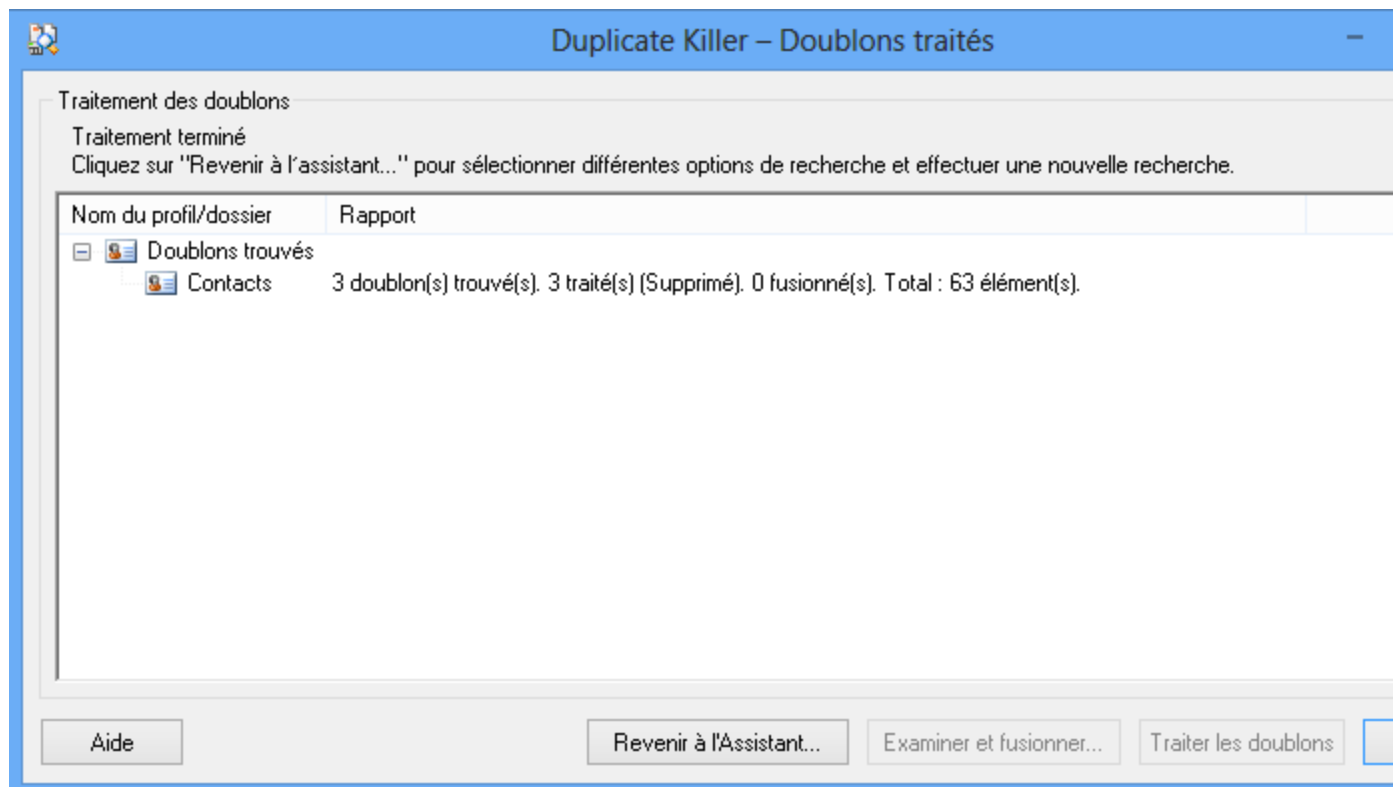 Duplicate Killer – Doublons traités
Traitement des doublons
Traitement terminé
Cliquez sur "Revenir à l'assistant..." pour sélectionner différentes options de recherche et effectuer une nouvelle recherche.
Nom du profil/dossier Rapport
Doublons trouvés
Contacts 3 doublon(s) trouvé(s). 3 traité(s) (Supprimé). 0 fusionné(s). Total : 63 élément(s).
Aide Revenir à l'Assistant... Examiner et fusionner... Traiter les doublons